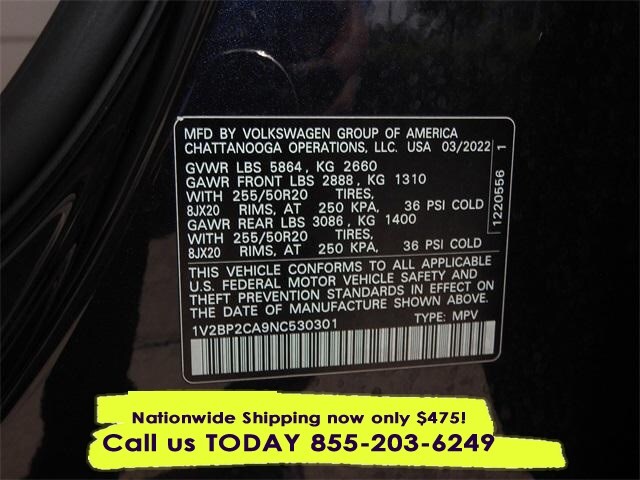 MFD BY VOLKSWAGEN GROUP OF AMERICA
CHATTANOOGA OPERATIONS, LLC. USA 03/2022
GVWR LBS 5864, KG 2660
GAWR FRONT LBS 2888, KG 1310
WITH 255/50R20 TIRES,
8JX20 RIMS, AT 250 KPA, 36 PSI COLD
GAWR REAR LBS 3086, KG 1400
WITH 255/50R20 TIRES,
8JX20 RIMS, AT 250 KPA, 36 PSI COLD
THIS VEHICLE CONFORMS TO ALL APPLICABLE
U.S. FEDERAL MOTOR VEHICLE SAFETY AND
THEFT PREVENTION STANDARDS IN EFFECT ON
THE DATE OF MANUFACTURE SHOWN ABOVE.
1V2BP2CA9NC530301 TYPE: MPV
1220556 1
Nationwide Shipping now only $475!
Call us TODAY 855-203-6249